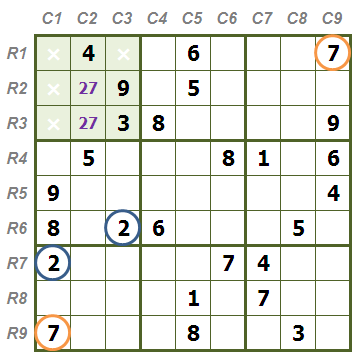 C1 C2 C3 C4 C5 C6 C7 C8 C9
R1 × 4 × 6 7
R2 × 27 9 5
R3 × 27 3 8 9
R4 5 8 1 6
R5 9 4
R6 8 2 6 5
R7 2 7 4
R8 1 7
R9 7 8 3